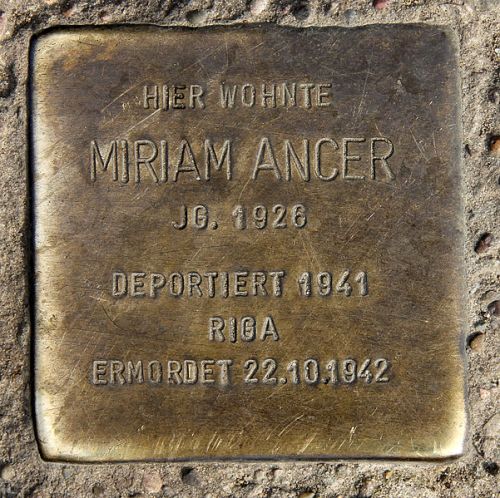 HIER WOHNTE
MIRIAM ANCER
JG. 1926
DEPORTIERT 1941
RIGA
ERMORDET 22.10.1942